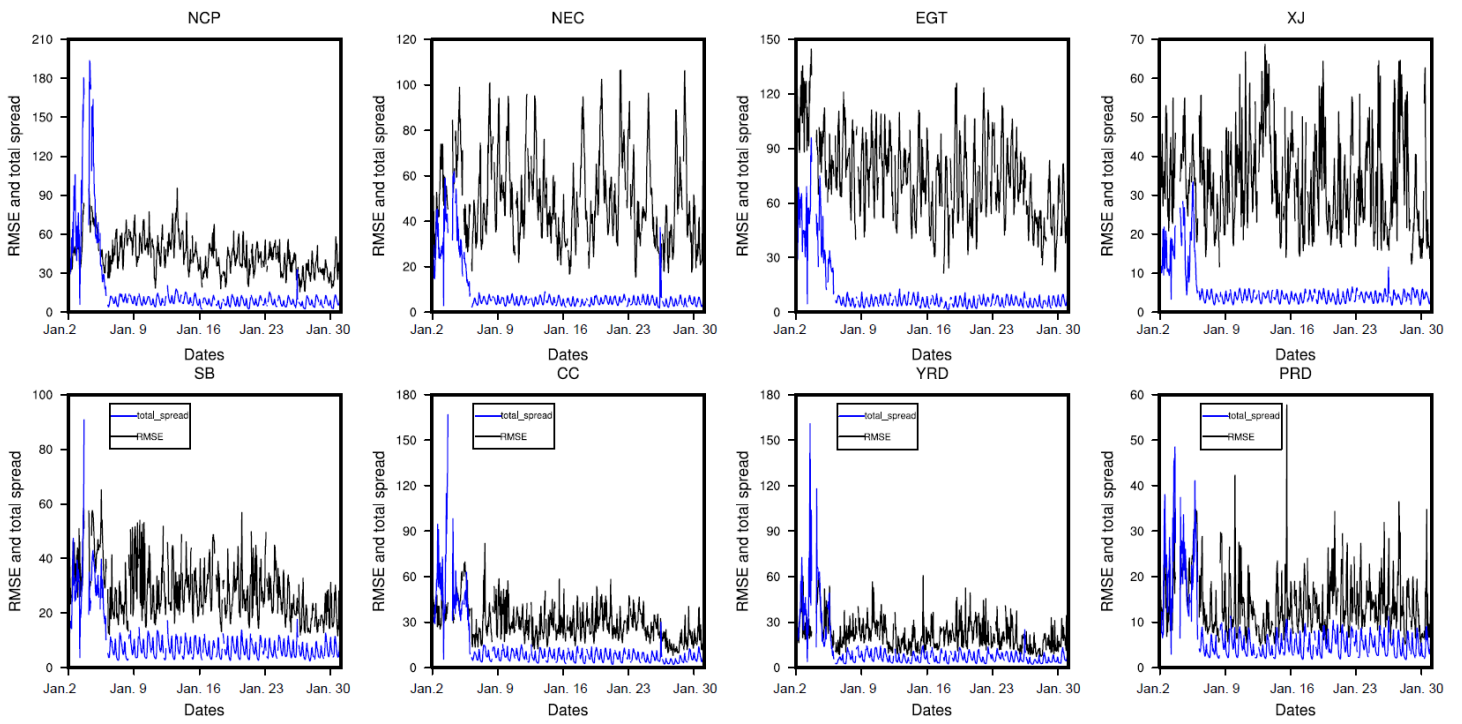 NCP
NEC
EGT
XJ
RMSE and total spread
210
180
150
120
90
60
30
0
Jan.2
Jan. 9
Jan. 16
Jan. 23
Jan. 30
Dates
RMSE and total spread
120
100
80
60
40
20
0
Jan.2
Jan. 9
Jan. 16
Jan. 23
Jan. 30
Dates
RMSE and total spread
150
120
90
60
30
0
Jan.2
Jan. 9
Jan. 16
Jan. 23
Jan. 30
Dates
RMSE and total spread
70
60
50
40
30
20
10
0
Jan.2
Jan. 9
Jan. 16
Jan. 23
Jan. 30
Dates
SB
CC
YRD
PRD
RMSE and total spread
100
80
60
40
20
0
total_spread
RMSE
Jan.2
Jan. 9
Jan. 16
Jan. 23
Jan. 30
Dates
RMSE and total spread
180
150
120
90
60
30
0
total_spread
RMSE
Jan.2
Jan. 9
Jan. 16
Jan. 23
Jan. 30
Dates
RMSE and total spread
180
150
120
90
60
30
0
total_spread
RMSE
Jan.2
Jan. 9
Jan. 16
Jan. 23
Jan. 30
Dates
RMSE and total spread
60
50
40
30
20
10
0
total_spread
RMSE
Jan.2
Jan. 9
Jan. 16
Jan. 23
Jan. 30
Dates